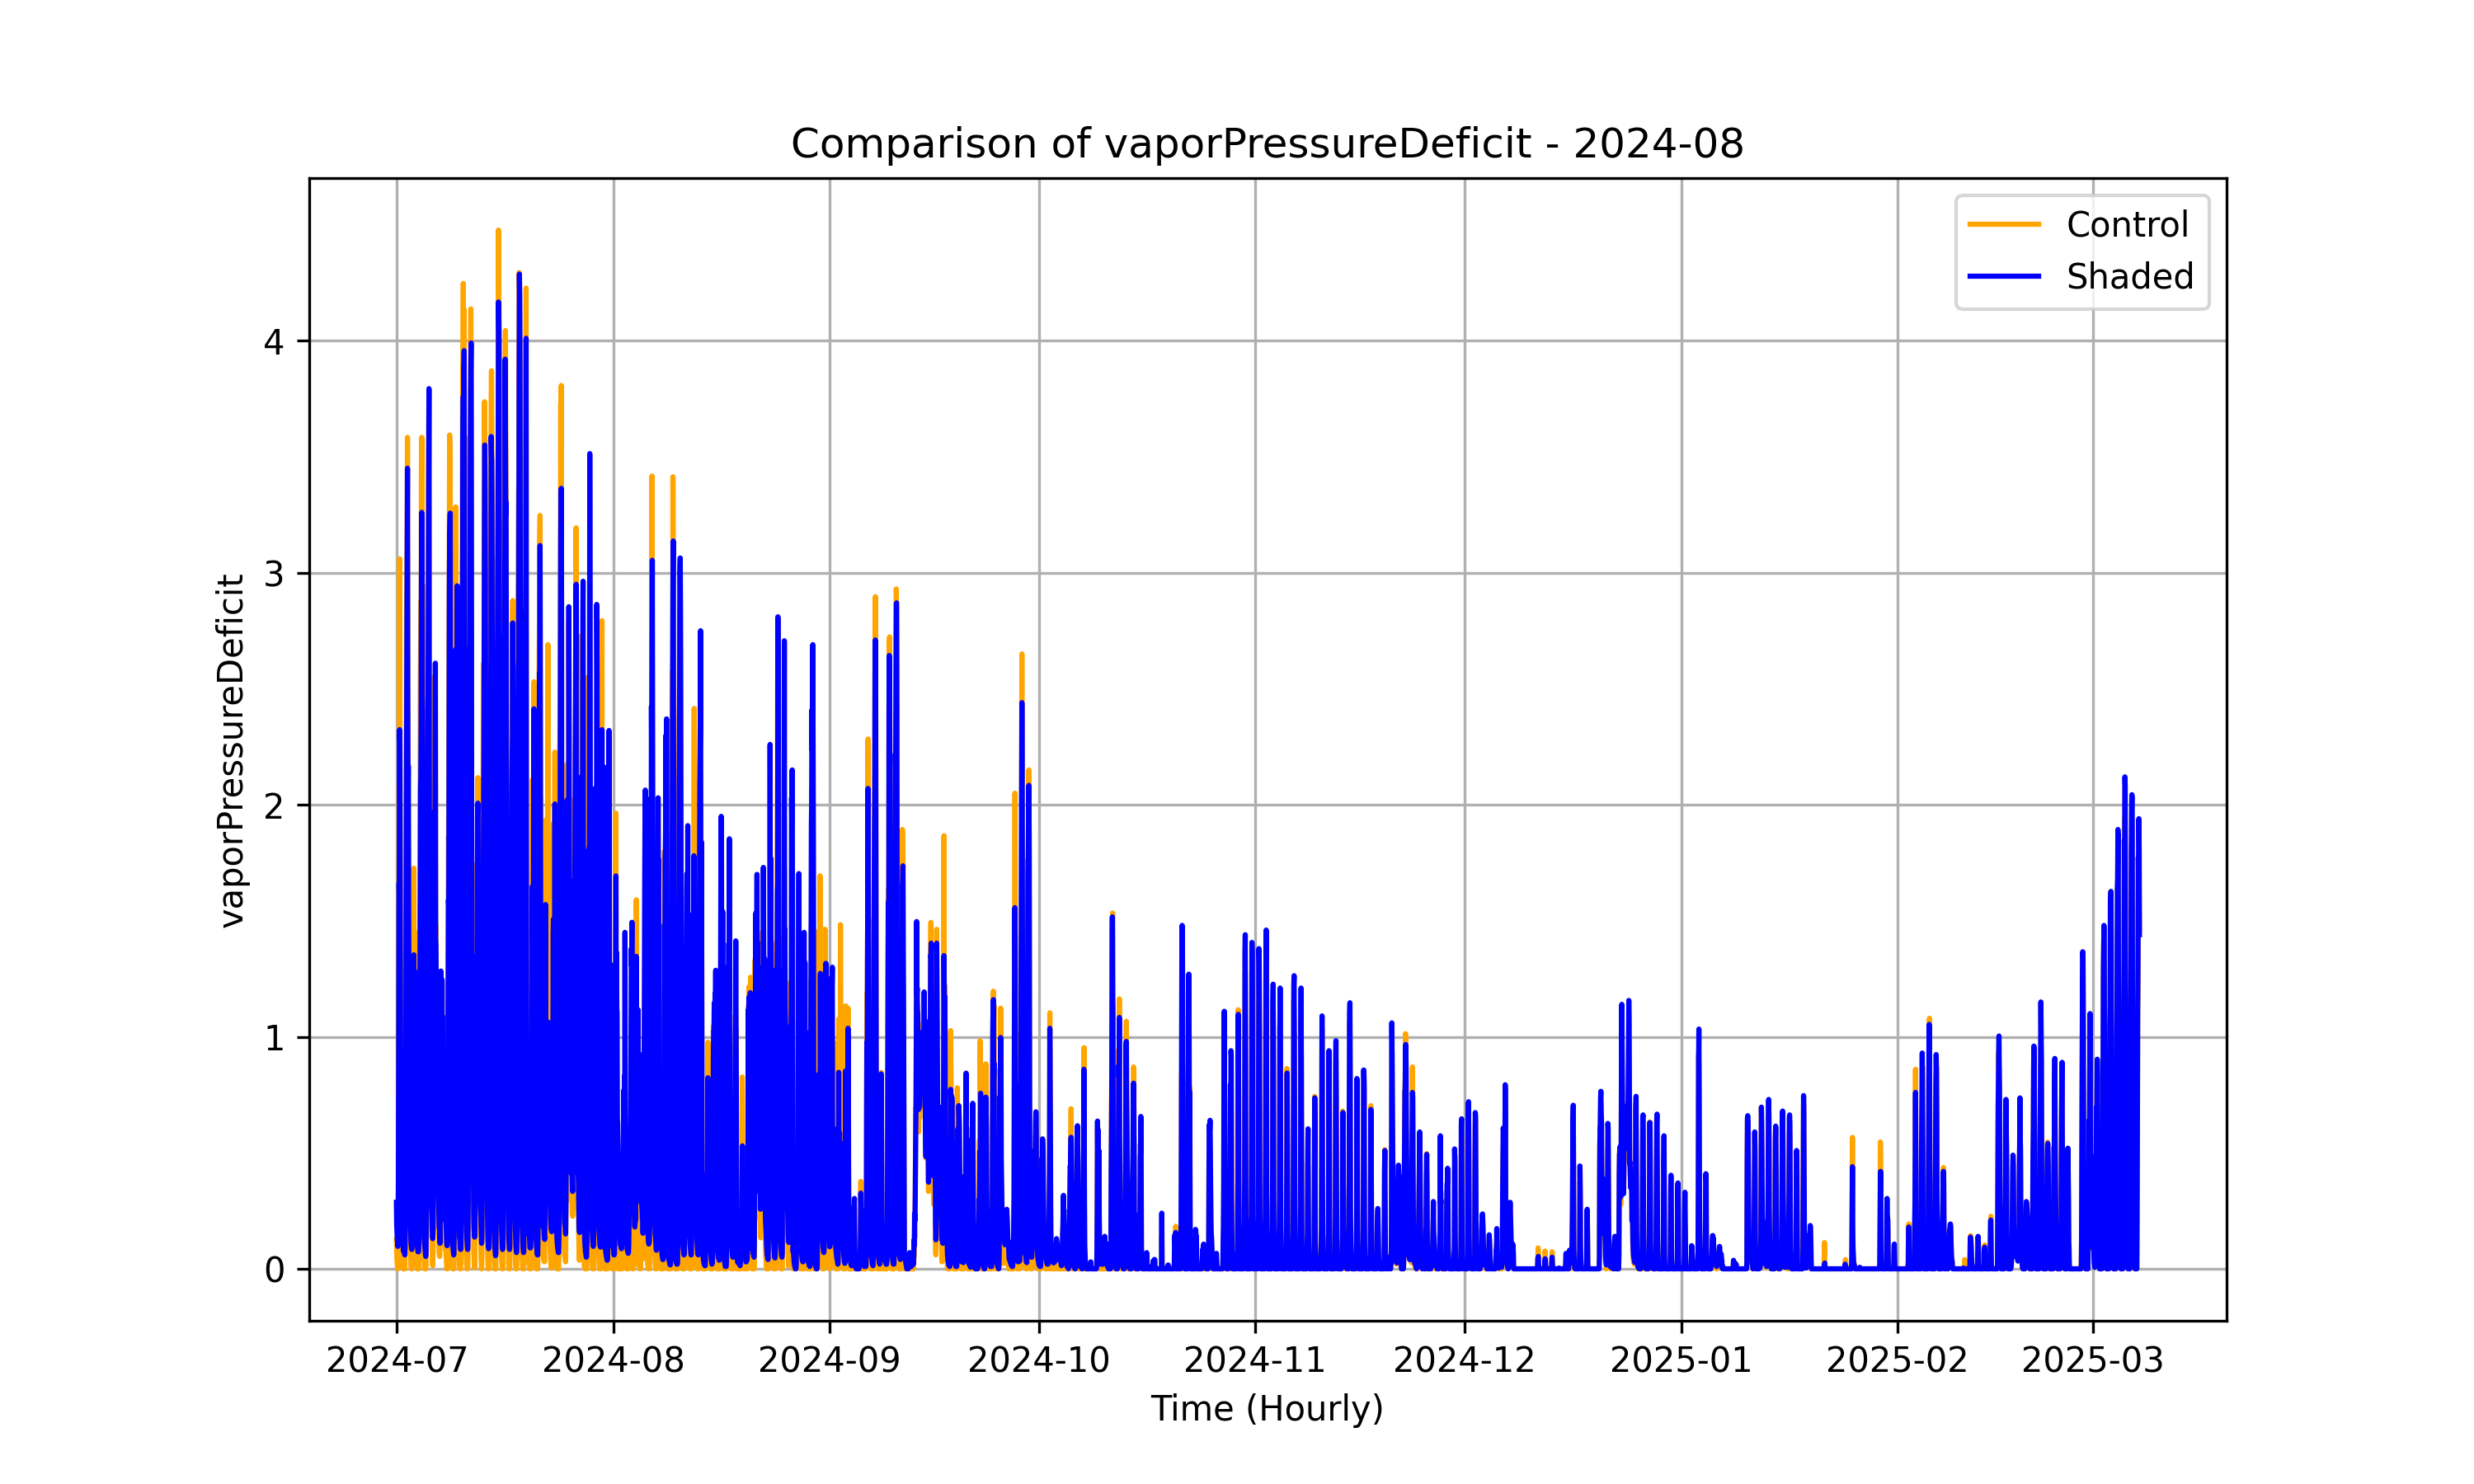 Comparison of vaporPressureDeficit - 2024-08
Control
Shaded
vaporPressureDeficit
4
3
2
1
0
2024-07 2024-08 2024-09 2024-10 2024-11 2024-12 2025-01 2025-02 2025-03
Time (Hourly)